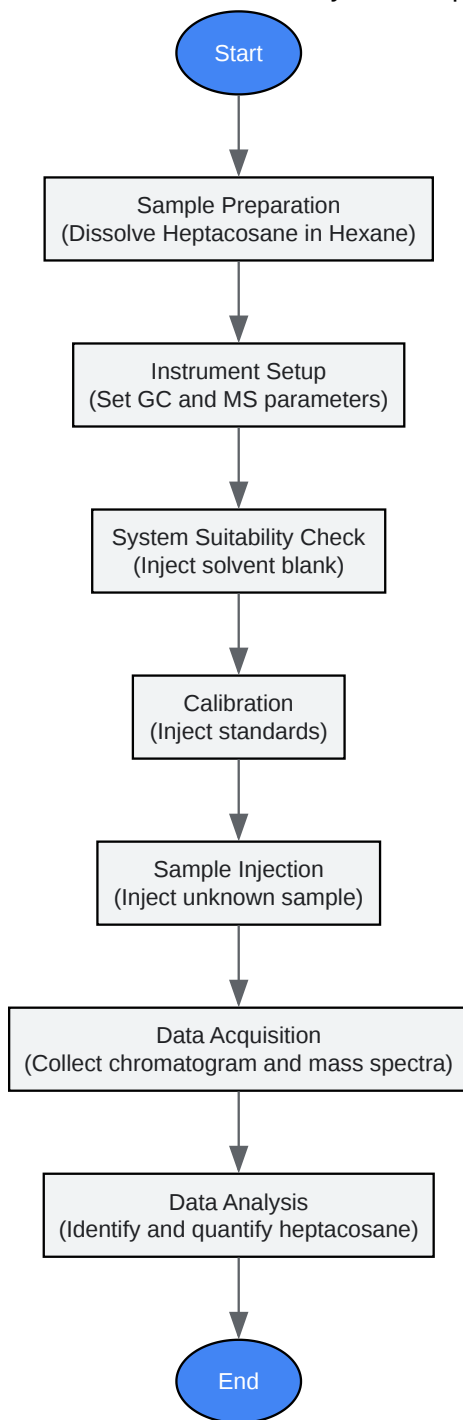 Start
Sample Preparation
(Dissolve Heptacosane in Hexane)
Instrument Setup
(Set GC and MS parameters)
System Suitability Check
(Inject solvent blank)
Calibration
(Inject standards)
Sample Injection
(Inject unknown sample)
Data Acquisition
(Collect chromatogram and mass spectra)
Data Analysis
(Identify and quantify heptacosane)
End